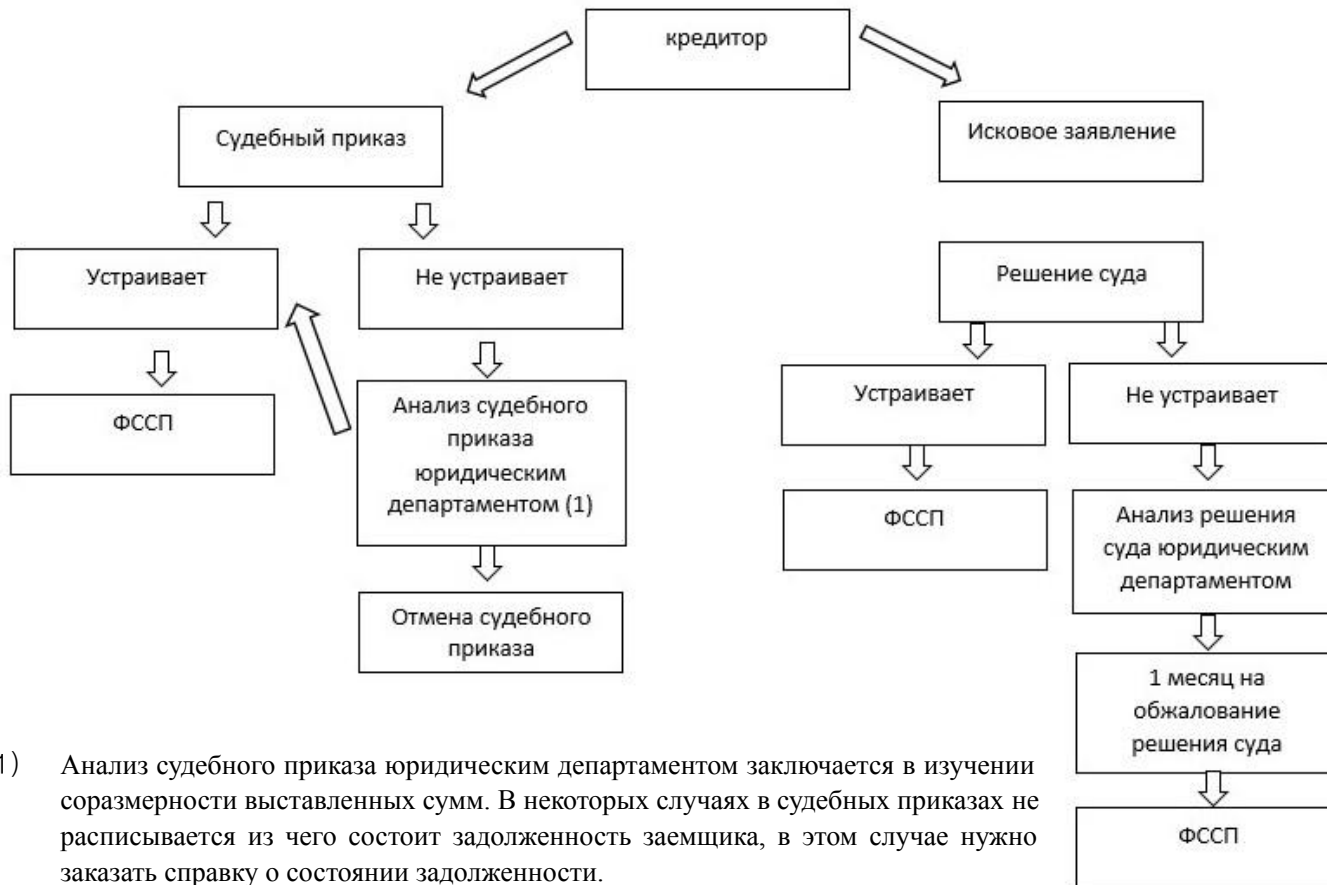 кредитор
Судебный приказ
Исковое заявление
Устраивает
Не устраивает
Решение суда
ФССП
Анализ судебного
приказа
юридическим
департаментом (1)
Отмена судебного
приказа
Устраивает
Не устраивает
ФССП
Анализ решения
суда юридическим
департаментом
1 месяц на
обжалование
решения суда
ФССП
1) Анализ судебного приказа юридическим департаментом заключается в изучении
соразмерности выставленных сумм. В некоторых случаях в судебных приказах не
расписывается из чего состоит задолженность заемщика, в этом случае нужно
заказать справку о состоянии задолженности.